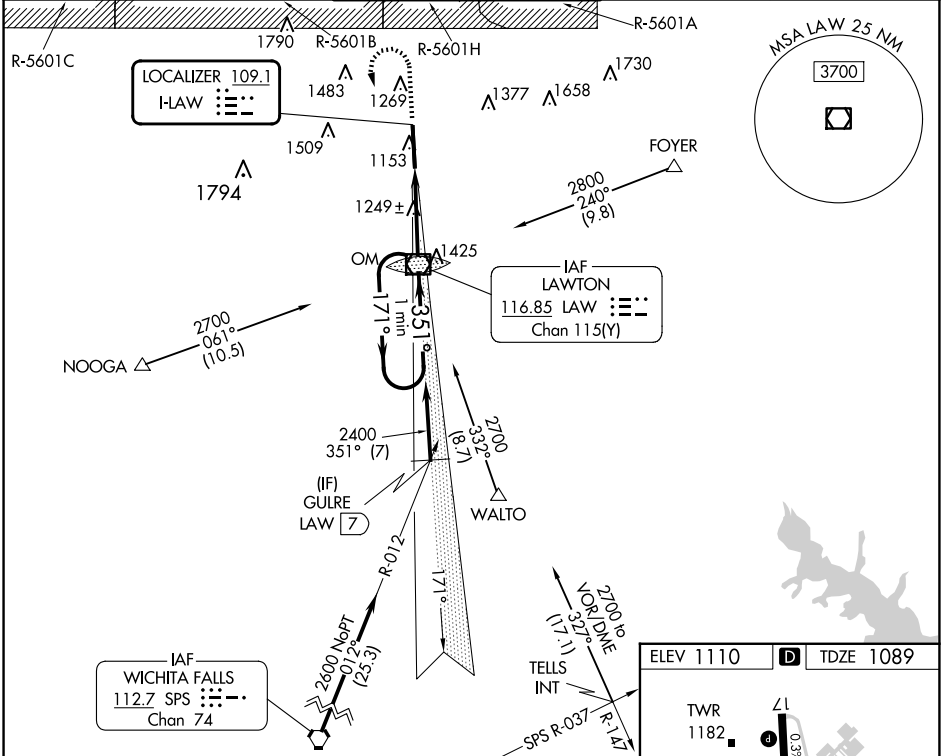 R-5601C
1790
R-5601B
R-5601H
R-5601A
MSA LAW 25 NM
3700
LOCALIZER 109.1
I-LAW
1483
1269
1377
1658
1730
1509
1153
1794
FOYER
2800
240°
(9.8)
1249±
OM
1425
IAF
LAWTON
116.85 LAW
Chan 115(Y)
171°
1 min
351°
2700
061°
(10.5)
NOOGA
2400
351° (7)
2700
332°
(8.7)
WALTO
(IF)
GULRE
LAW 7
R-012
171°
2600 NoPT
012°
(25.3)
IAF
WICHITA FALLS
112.7 SPS
Chan 74
2700 to
VOR/DME
327°
(17.1)
TELLS
INT
SPS R-037
R-147
ELEV 1110
D
TDZE 1089
TWR
1182
P
17